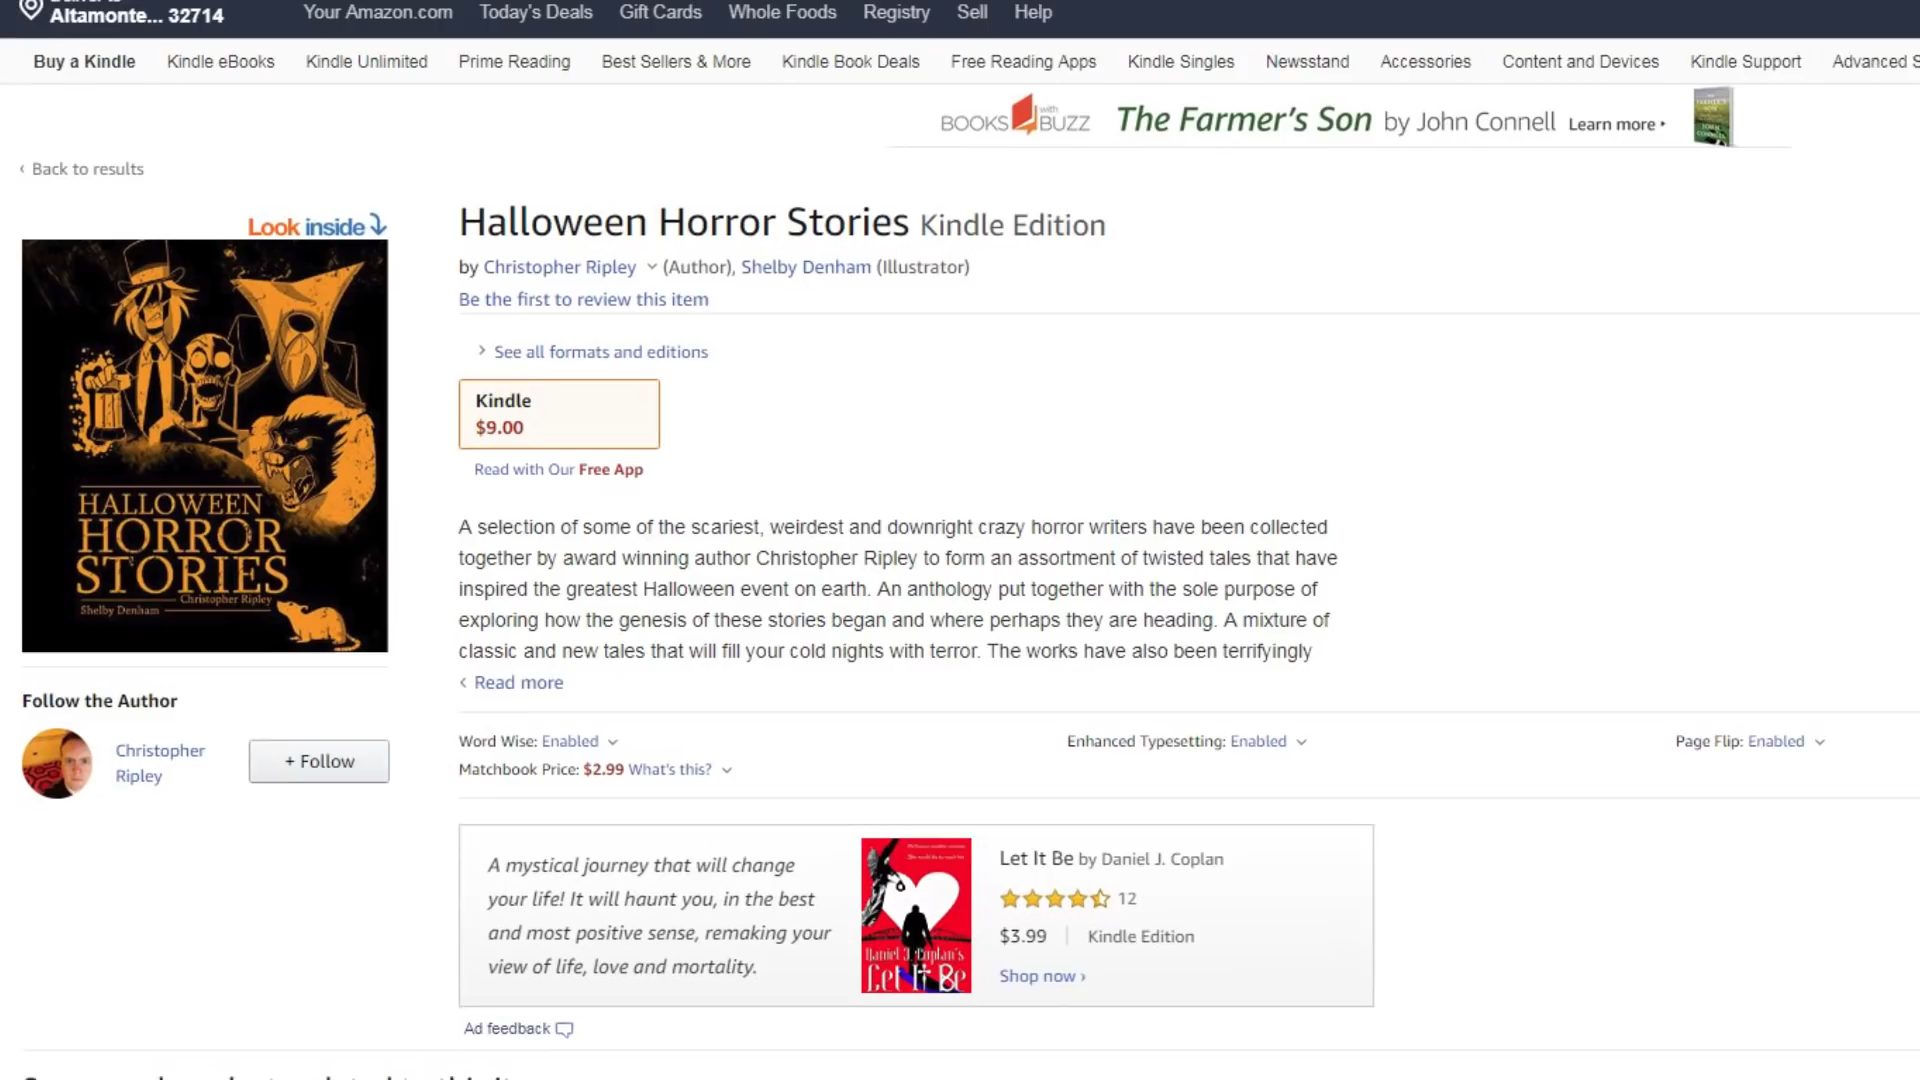 Altamonte... 32714
Your Amazon.com Today's Deals Gift Cards Whole Foods Registry Sell Help
Buy a Kindle Kindle eBooks Kindle Unlimited Prime Reading Best Sellers & More Kindle Book Deals Free Reading Apps Kindle Singles Newsstand Accessories Content and Devices Kindle Support Advanced S
BOOKS with BUZZ The Farmer's Son by John Connell Learn more
‹ Back to results
Look inside
HALLOWEEN
HORROR
STORIES
Christopher Ripley
Shelby Denham
Follow the Author
Christopher
Ripley
+ Follow
Halloween Horror Stories Kindle Edition
by Christopher Ripley (Author), Shelby Denham (Illustrator)
Be the first to review this item
See all formats and editions
Kindle
$9.00
Read with Our Free App
A selection of some of the scariest, weirdest and downright crazy horror writers have been collected
together by award winning author Christopher Ripley to form an assortment of twisted tales that have
inspired the greatest Halloween event on earth. An anthology put together with the sole purpose of
exploring how the genesis of these stories began and where perhaps they are heading. A mixture of
classic and new tales that will fill your cold nights with terror. The works have also been terrifyingly
Read more
Word Wise: Enabled Enhanced Typesetting: Enabled Page Flip: Enabled
Matchbook Price: $2.99 What's this?
A mystical journey that will change
your life! It will haunt you, in the best
and most positive sense, remaking your
view of life, love and mortality.
Daniel J. Coplan's
Let It Be
Let It Be by Daniel J. Coplan
12
$3.99 | Kindle Edition
Shop now ›
Ad feedback